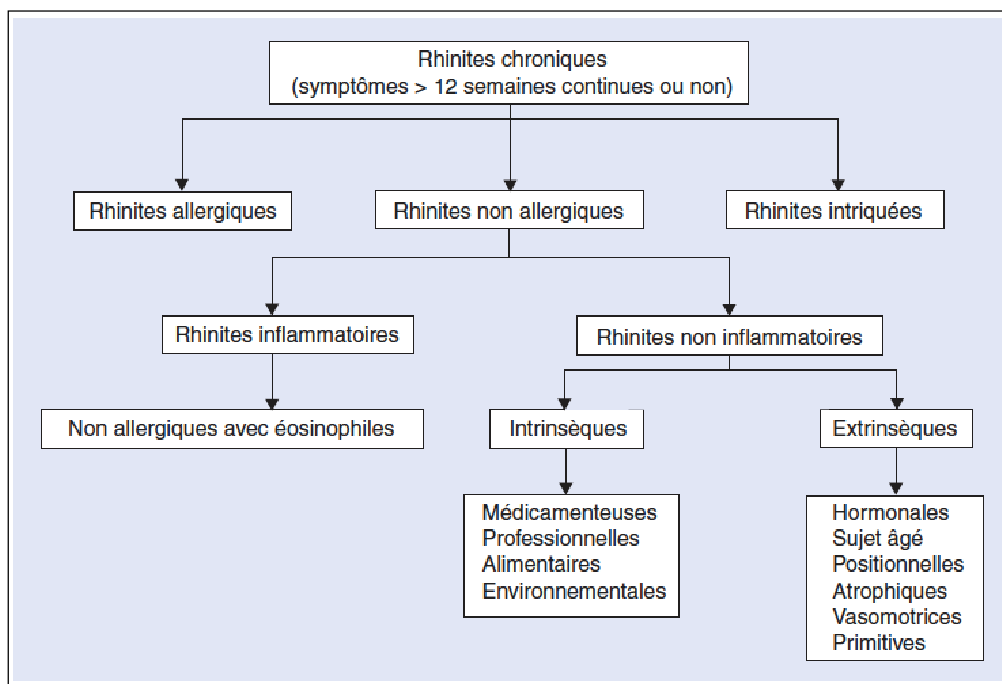 Rhinites chroniques
(symptômes > 12 semaines continues ou non)
Rhinites allergiques
Rhinites non allergiques
Rhinites intriquées
Rhinites inflammatoires
Rhinites non inflammatoires
Non allergiques avec éosinophiles
Intrinsèques
Extrinsèques
Médicamenteuses
Professionnelles
Alimentaires
Environnementales
Hormonales
Sujet âgé
Positionnelles
Atrophiques
Vasomotrices
Primitives